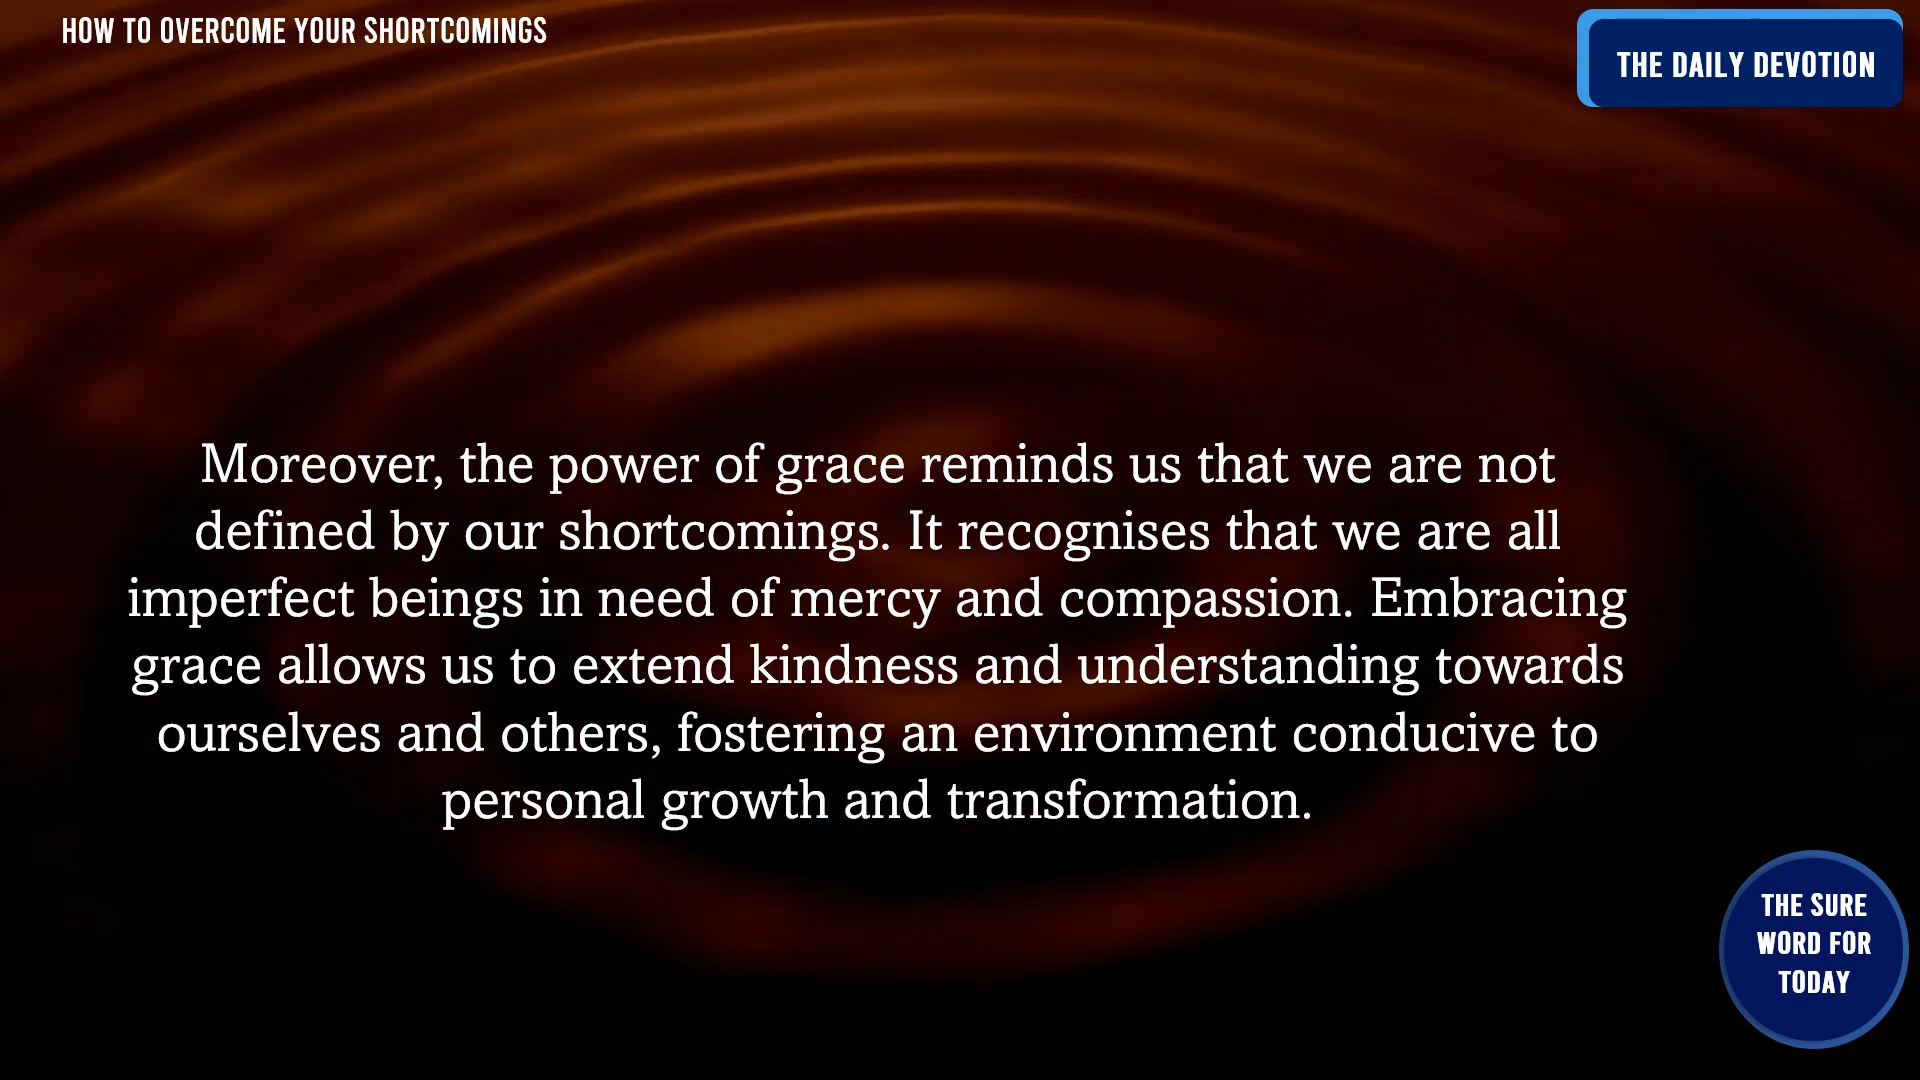 HOW TO OVERCOME YOUR SHORTCOMINGS
THE DAILY DEVOTION
Moreover, the power of grace reminds us that we are not
defined by our shortcomings. It recognises that we are all
imperfect beings in need of mercy and compassion. Embracing
grace allows us to extend kindness and understanding towards
ourselves and others, fostering an environment conducive to
personal growth and transformation.
THE SURE
WORD FOR
TODAY